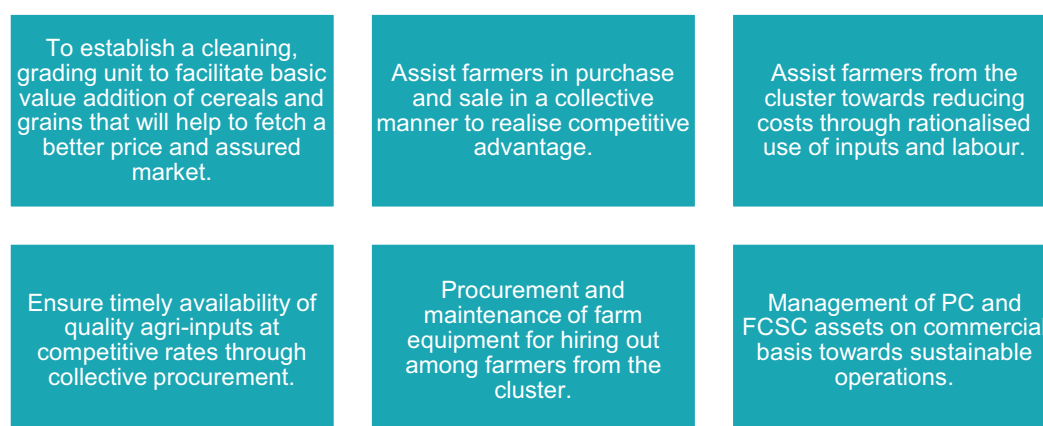 To establish a cleaning,
grading unit to facilitate basic
value addition of cereals and
grains that will help to fetch a
better price and assured
market.
Assist farmers in purchase
and sale in a collective
manner to realise competitive
advantage.
Assist farmers from the
cluster towards reducing
costs through rationalised
use of inputs and labour.
Ensure timely availability of
quality agri-inputs at
competitive rates through
collective procurement.
Procurement and
maintenance of farm
equipment for hiring out
among farmers from the
cluster.
Management of PC and
FCSC assets on commercial
basis towards sustainable
operations.